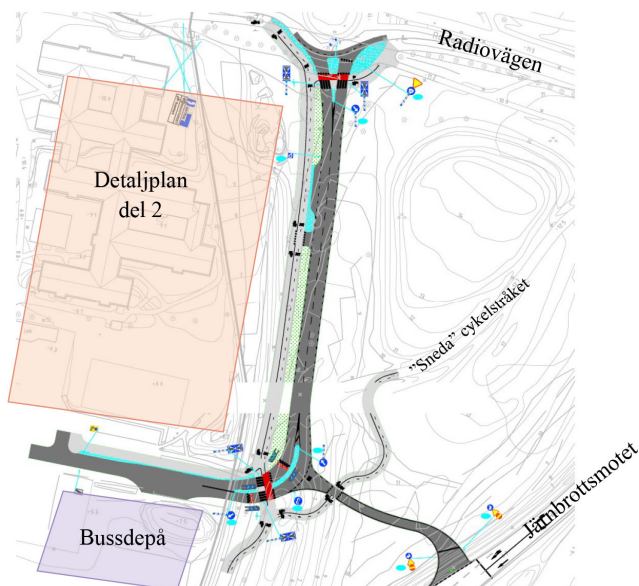 Radiovägen
Detaljplan
del 2
”Sneda” cykelstråket
Järnbrottsmotet
Bussdepå